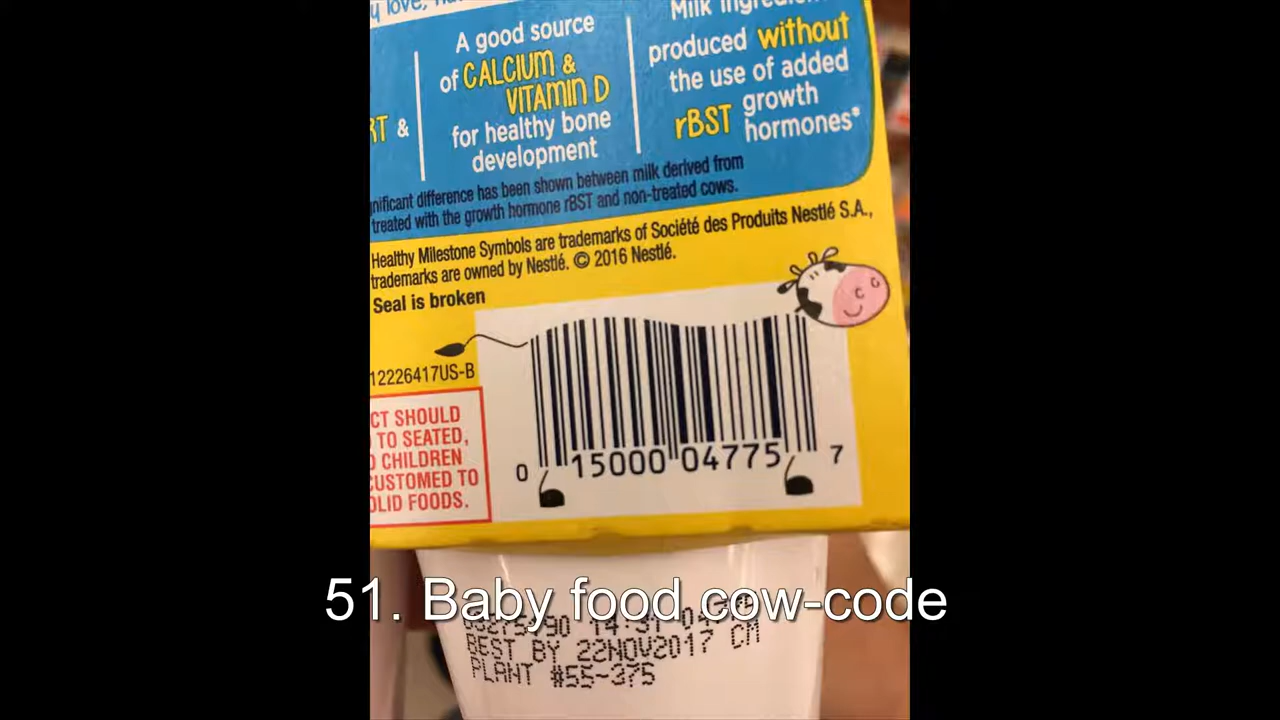 y love,
A good source
of CALCIUM &
VITAMIN D
for healthy bone
development
RT &
Milk
produced without
the use of added
rBST growth
hormones*
nificant difference has been shown between milk derived from
treated with the growth hormone rBST and non-treated cows.
Healthy Milestone Symbols are trademarks of Société des Produits Nestlé S.A.,
trademarks are owned by Nestlé. © 2016 Nestlé.
Seal is broken
12226417US-B
CT SHOULD
TO SEATED,
CHILDREN
CUSTOMED TO
OLID FOODS.
0 15000 04775 7
51. Baby food cow-code
BEST BY 22NOV2017 CM
PLANT #55-375